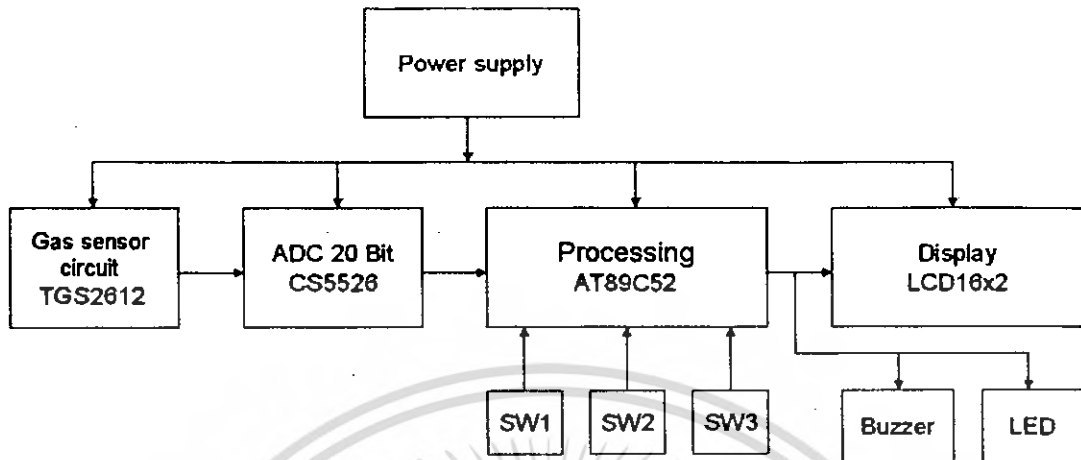 Power supply
Gas sensor
circuit
TGS2612
ADC 20 Bit
CS5526
Processing
AT89C52
Display
LCD16x2
SW1
SW2
SW3
Buzzer
LED